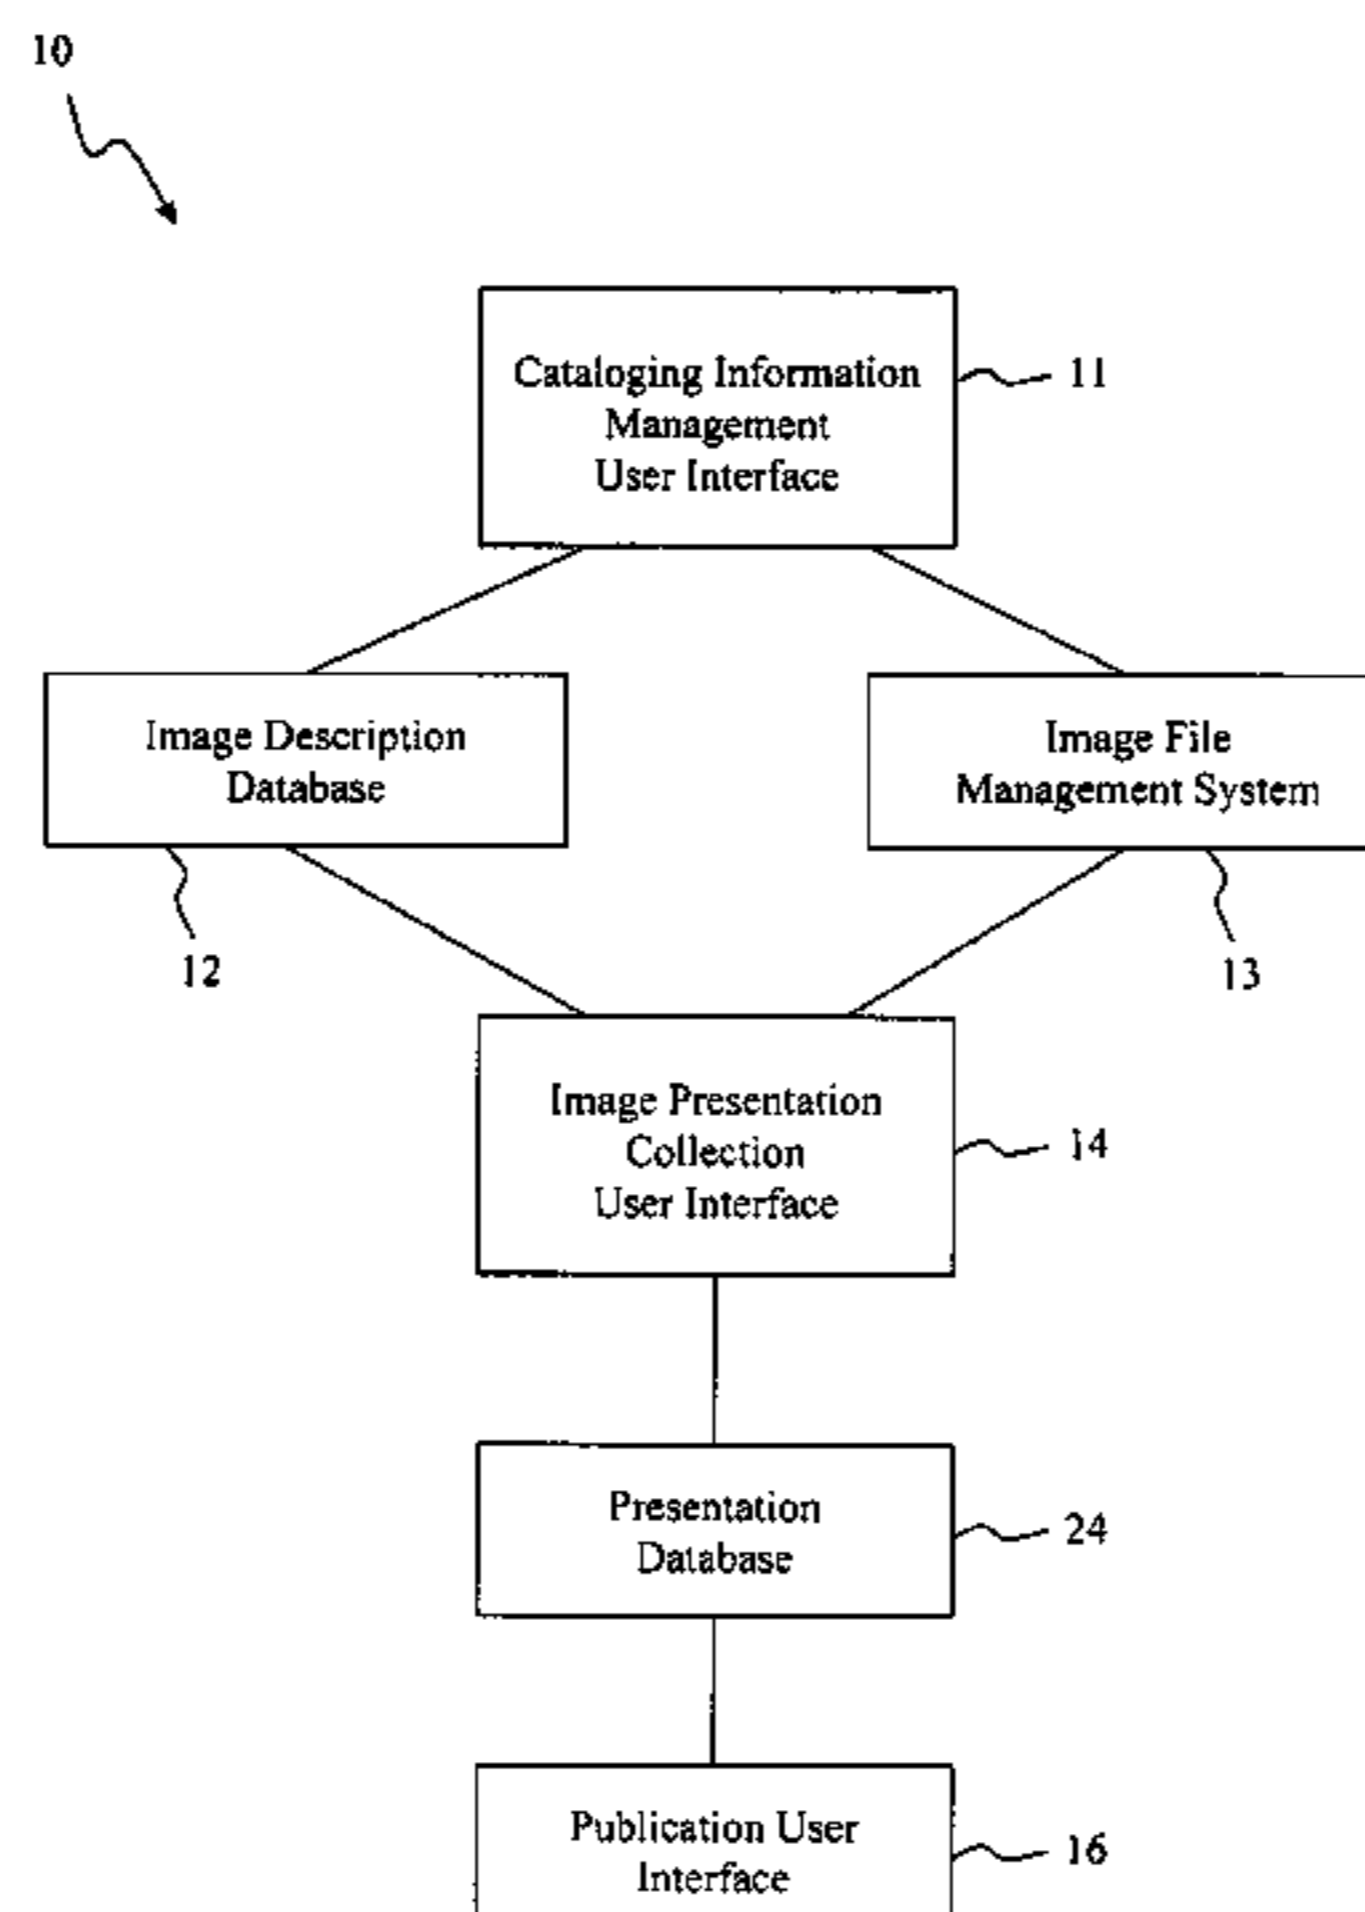 10
Cataloging Information
Management
User Interface
11
Image Description
Database
Image File
Management System
12
13
Image Presentation
Collection
User Interface
14
Presentation
Database
24
Publication User
Interface
16